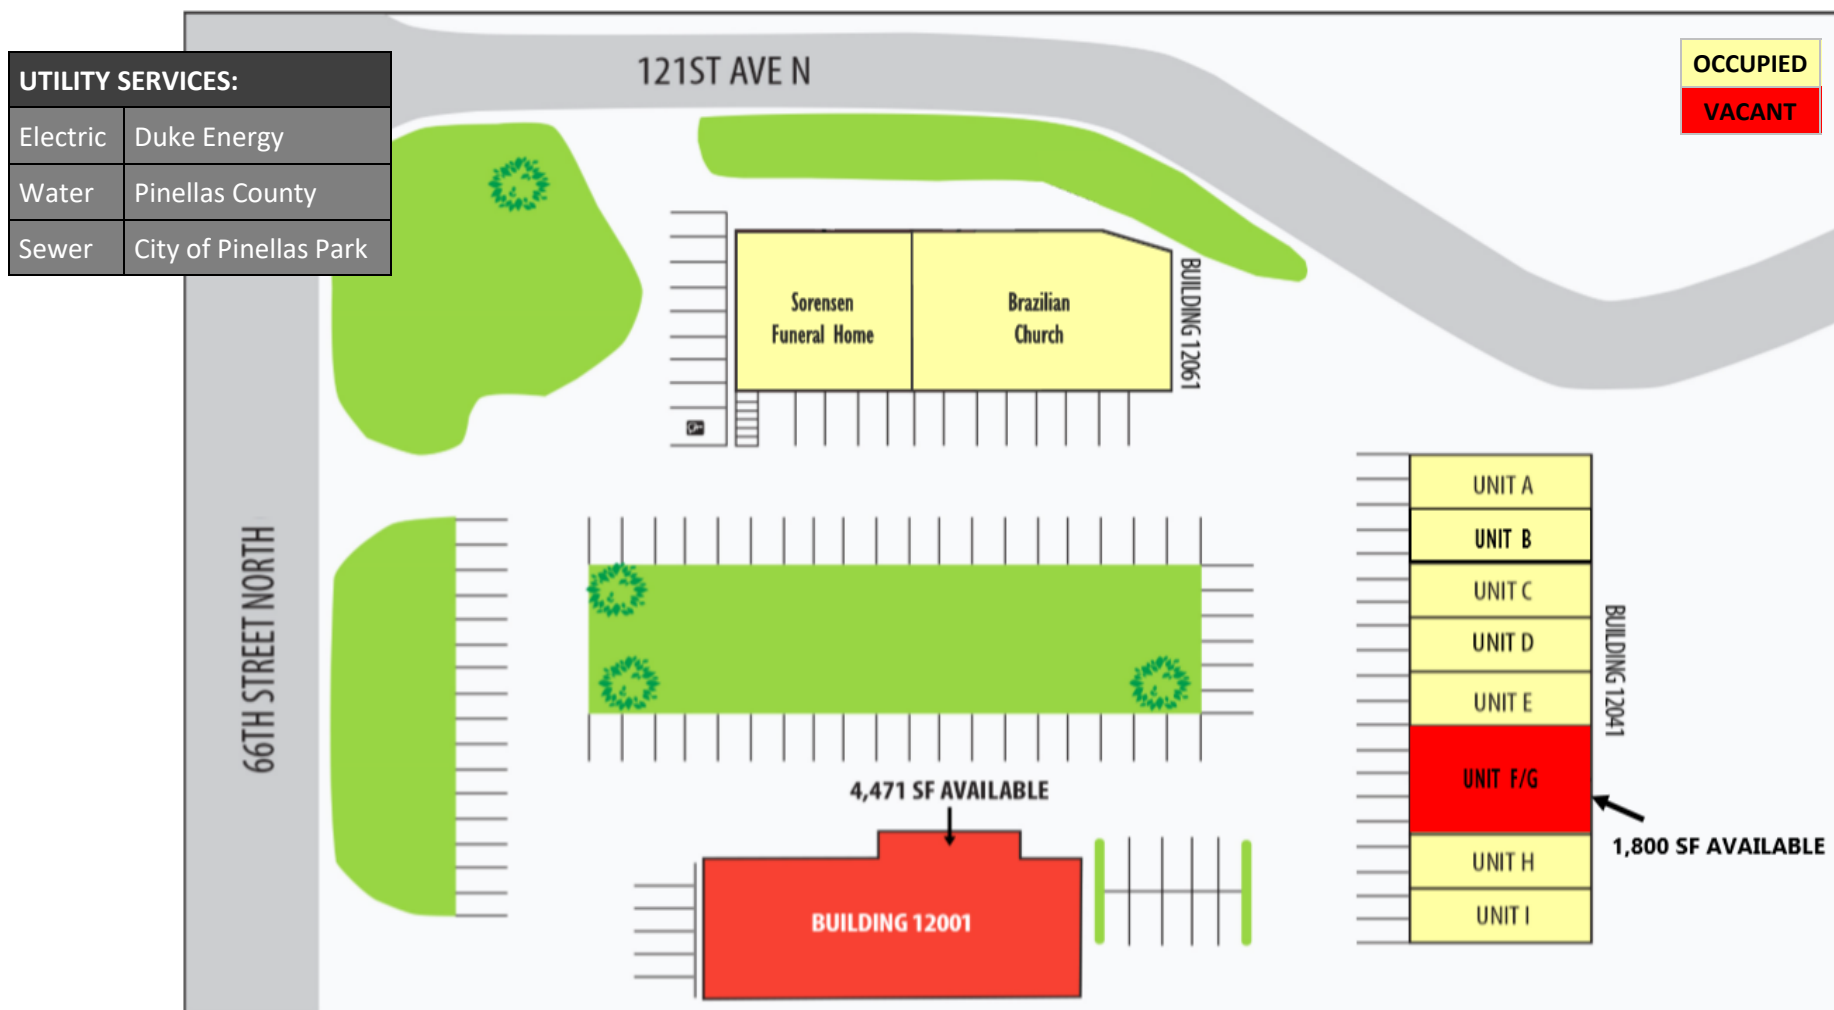 121ST AVE N
UTILITY SERVICES:
Electric Duke Energy
Water Pinellas County
Sewer City of Pinellas Park
OCCUPIED
VACANT
Sorensen
Funeral Home
Brazilian
Church
BUILDING 12061
66TH STREET NORTH
UNIT A
UNIT B
UNIT C
UNIT D
UNIT E
UNIT F/G
UNIT H
UNIT I
BUILDING 12041
1,800 SF AVAILABLE
4,471 SF AVAILABLE
BUILDING 12001